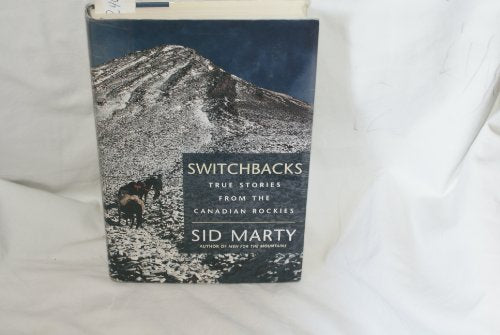 SWITCHBACKS
TRUE STORIES
FROM THE
CANADIAN ROCKIES
SID MARTY
AUTHOR OF MEN FOR THE MOUNTAINS